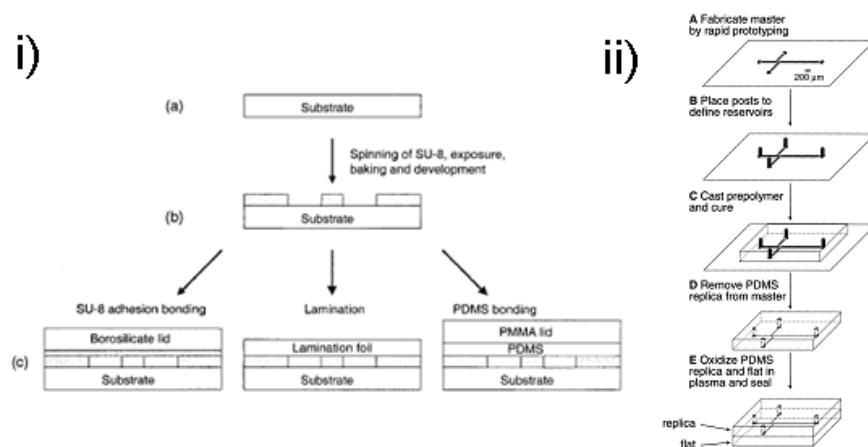 i)
(a)
Substrate
Spinning of SU-8, exposure,
baking and development
(b)
Substrate
SU-8 adhesion bonding
Lamination
PDMS bonding
(c)
Borosilicate lid
Substrate
Lamination foil
Substrate
PMMA lid
PDMS
Substrate
ii)
A Fabricate master
by rapid prototyping
200 µm
B Place posts to
define reservoirs
C Cast prepolymer
and cure
D Remove PDMS
replica from master
E Oxidize PDMS
replica and flat in
plasma and seal
replica
flat